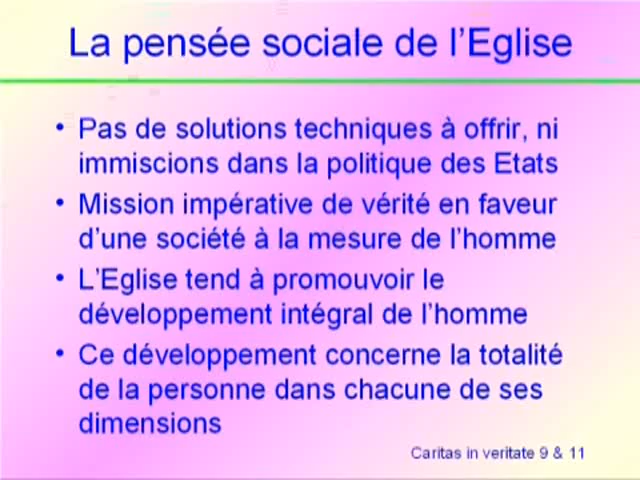 La pensée sociale de l’Eglise
• Pas de solutions techniques à offrir, ni
immiscions dans la politique des Etats
• Mission impérative de vérité en faveur
d’une société à la mesure de l’homme
• L’Eglise tend à promouvoir le
développement intégral de l’homme
• Ce développement concerne la totalité
de la personne dans chacune de ses
dimensions
Caritas in veritate 9 & 11